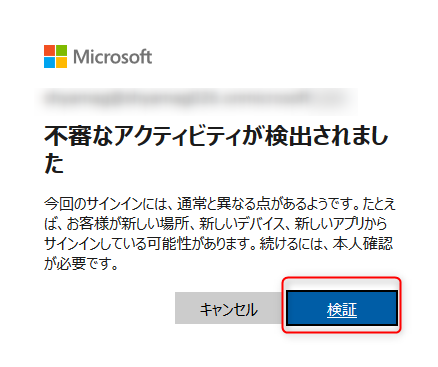 Microsoft
不審なアクティビティが検出されまし
た
今回のサインインには、通常と異なる点があるようです。たとえ
ば、お客様が新しい場所、新しいデバイス、新しいアプリから
サインインしている可能性があります。続けるには、本人確認
が必要です。
キャンセル
検証